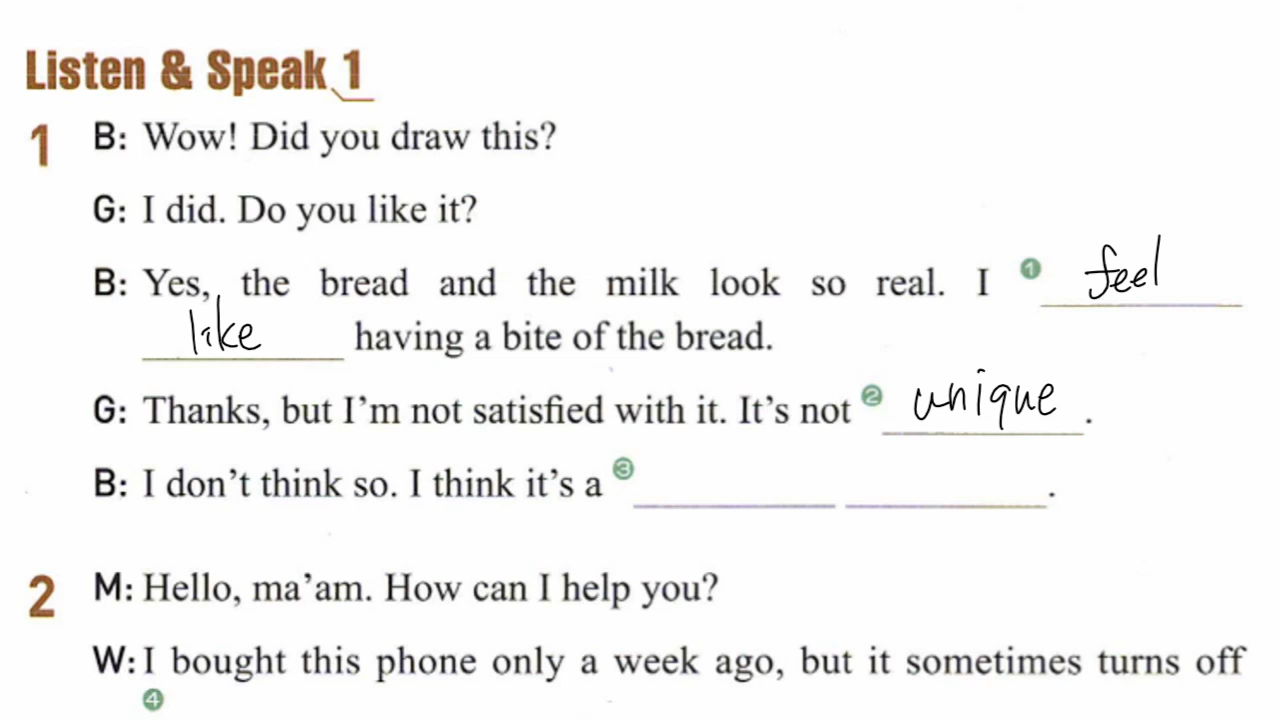 Listen & Speak 1
1 B: Wow! Did you draw this?
G: I did. Do you like it?
B: Yes, the bread and the milk look so real. I ❶ feel
like having a bite of the bread.
G: Thanks, but I'm not satisfied with it. It's not ❷ unique.
B: I don't think so. I think it's a ❸ ________ ________.
2 M: Hello, ma'am. How can I help you?
W: I bought this phone only a week ago, but it sometimes turns off
❹